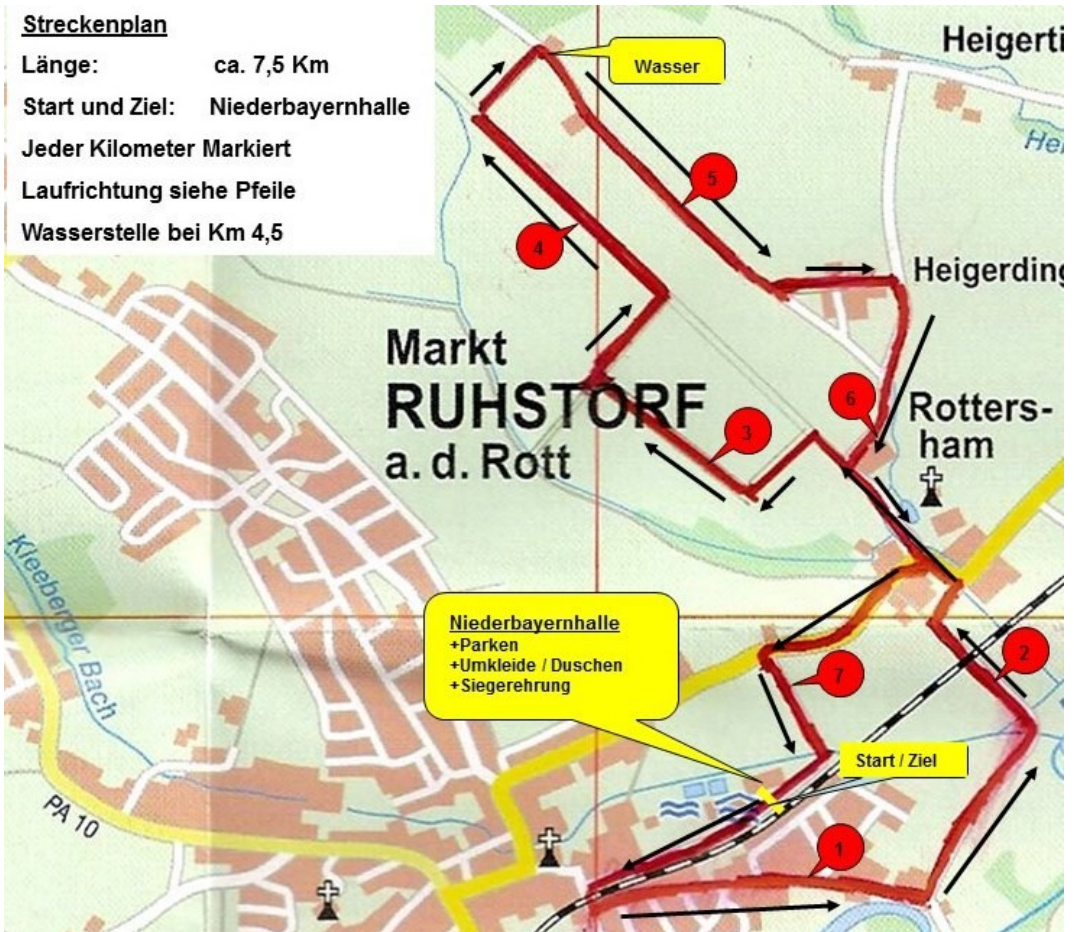 Streckenplan
Länge: ca. 7,5 Km
Start und Ziel: Niederbayernhalle
Jeder Kilometer Markiert
Laufrichtung siehe Pfeile
Wasserstelle bei Km 4,5
Wasser
Heigerti
Hei
5
4
Heigerding
Markt
RUHSTORF
a. d. Rott
6
Rotters-
ham
3
Kleeberger Bach
Niederbayernhalle
+Parken
+Umkleide / Duschen
+Siegerehrung
2
7
Start / Ziel
PA 10
1